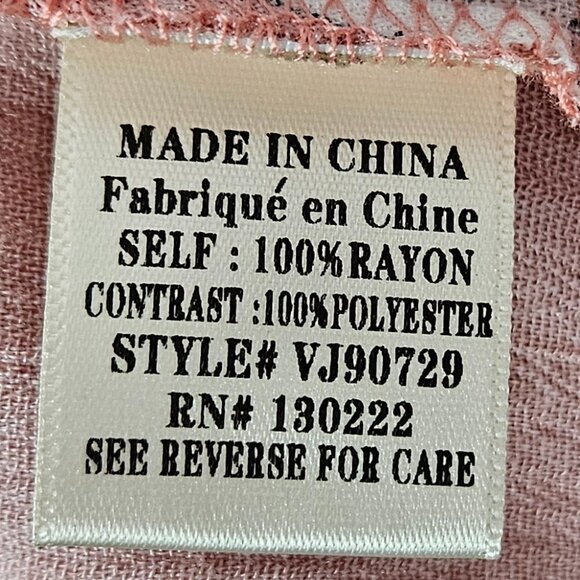 MADE IN CHINA
Fabriqué en Chine
SELF : 100%RAYON
CONTRAST :100%POLYESTER
STYLE# VJ90729
RN# 130222
SEE REVERSE FOR CARE